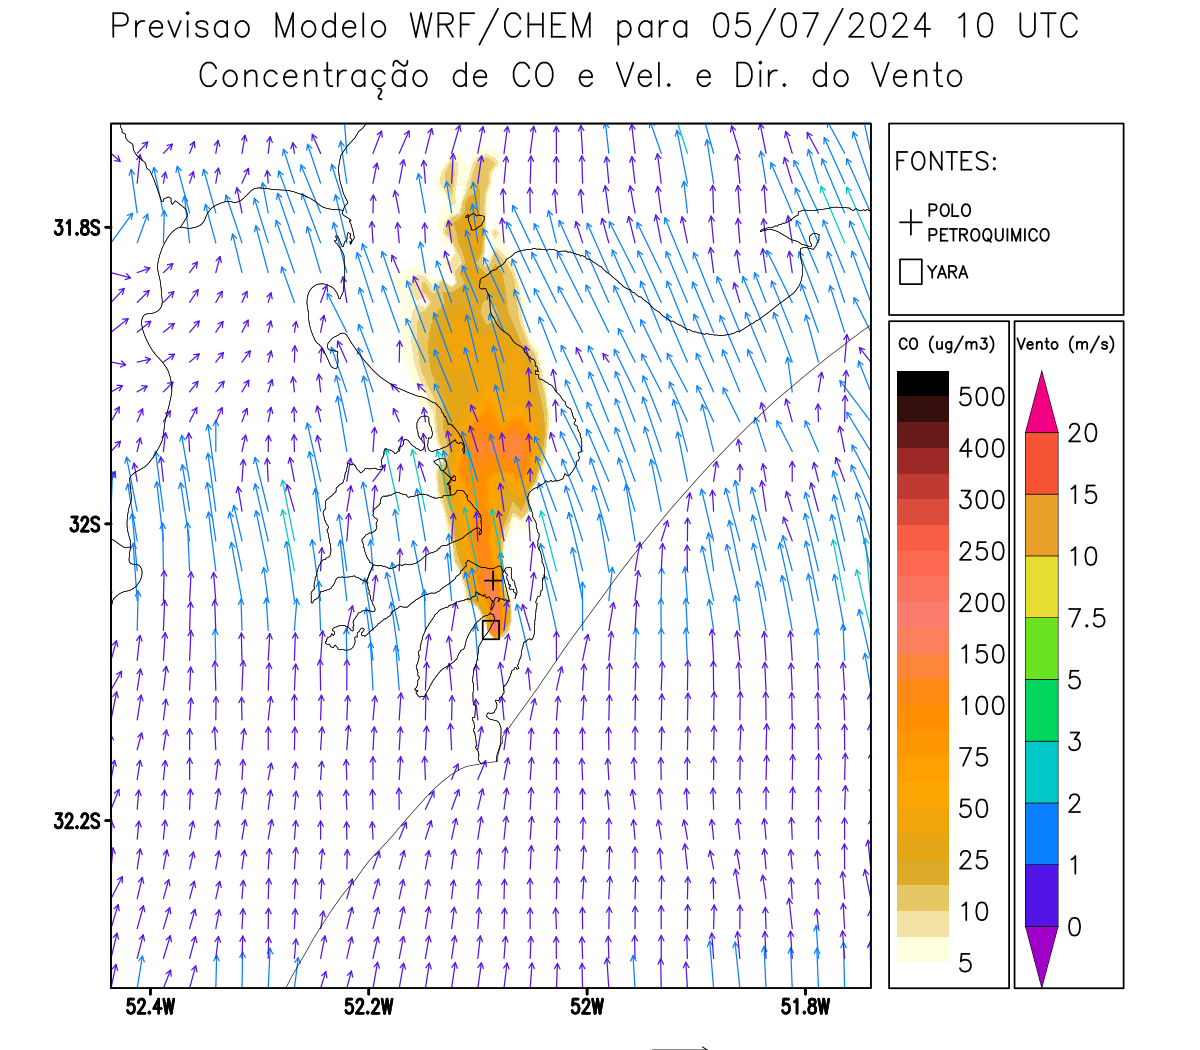 Previsao Modelo WRF/CHEM para 05/07/2024 10 UTC
Concentração de CO e Vel. e Dir. do Vento
FONTES:
POLO
PETROQUIMICO
YARA
31.8S
32S
32.2S
52.4W
52.2W
52W
51.8W
CO (ug/m3)
500
400
300
250
200
150
100
75
50
25
10
5
Vento (m/s)
20
15
10
7.5
5
3
2
1
0